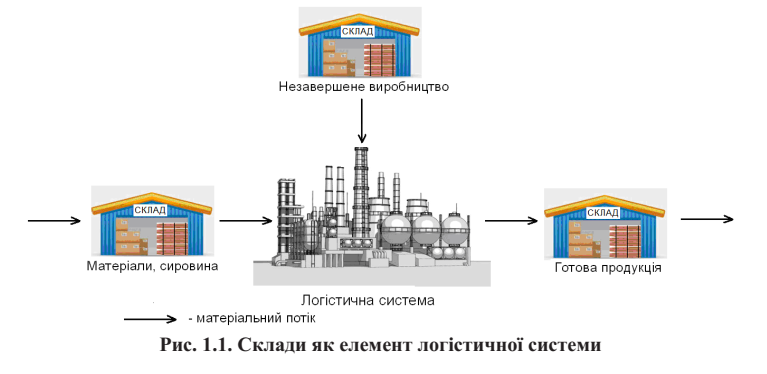 СКЛАД
Незавершене виробництво
СКЛАД
Матеріали, сировина
СКЛАД
Готова продукція
Логістична система
- матеріальний потік
Рис. 1.1. Склади як елемент логістичної системи